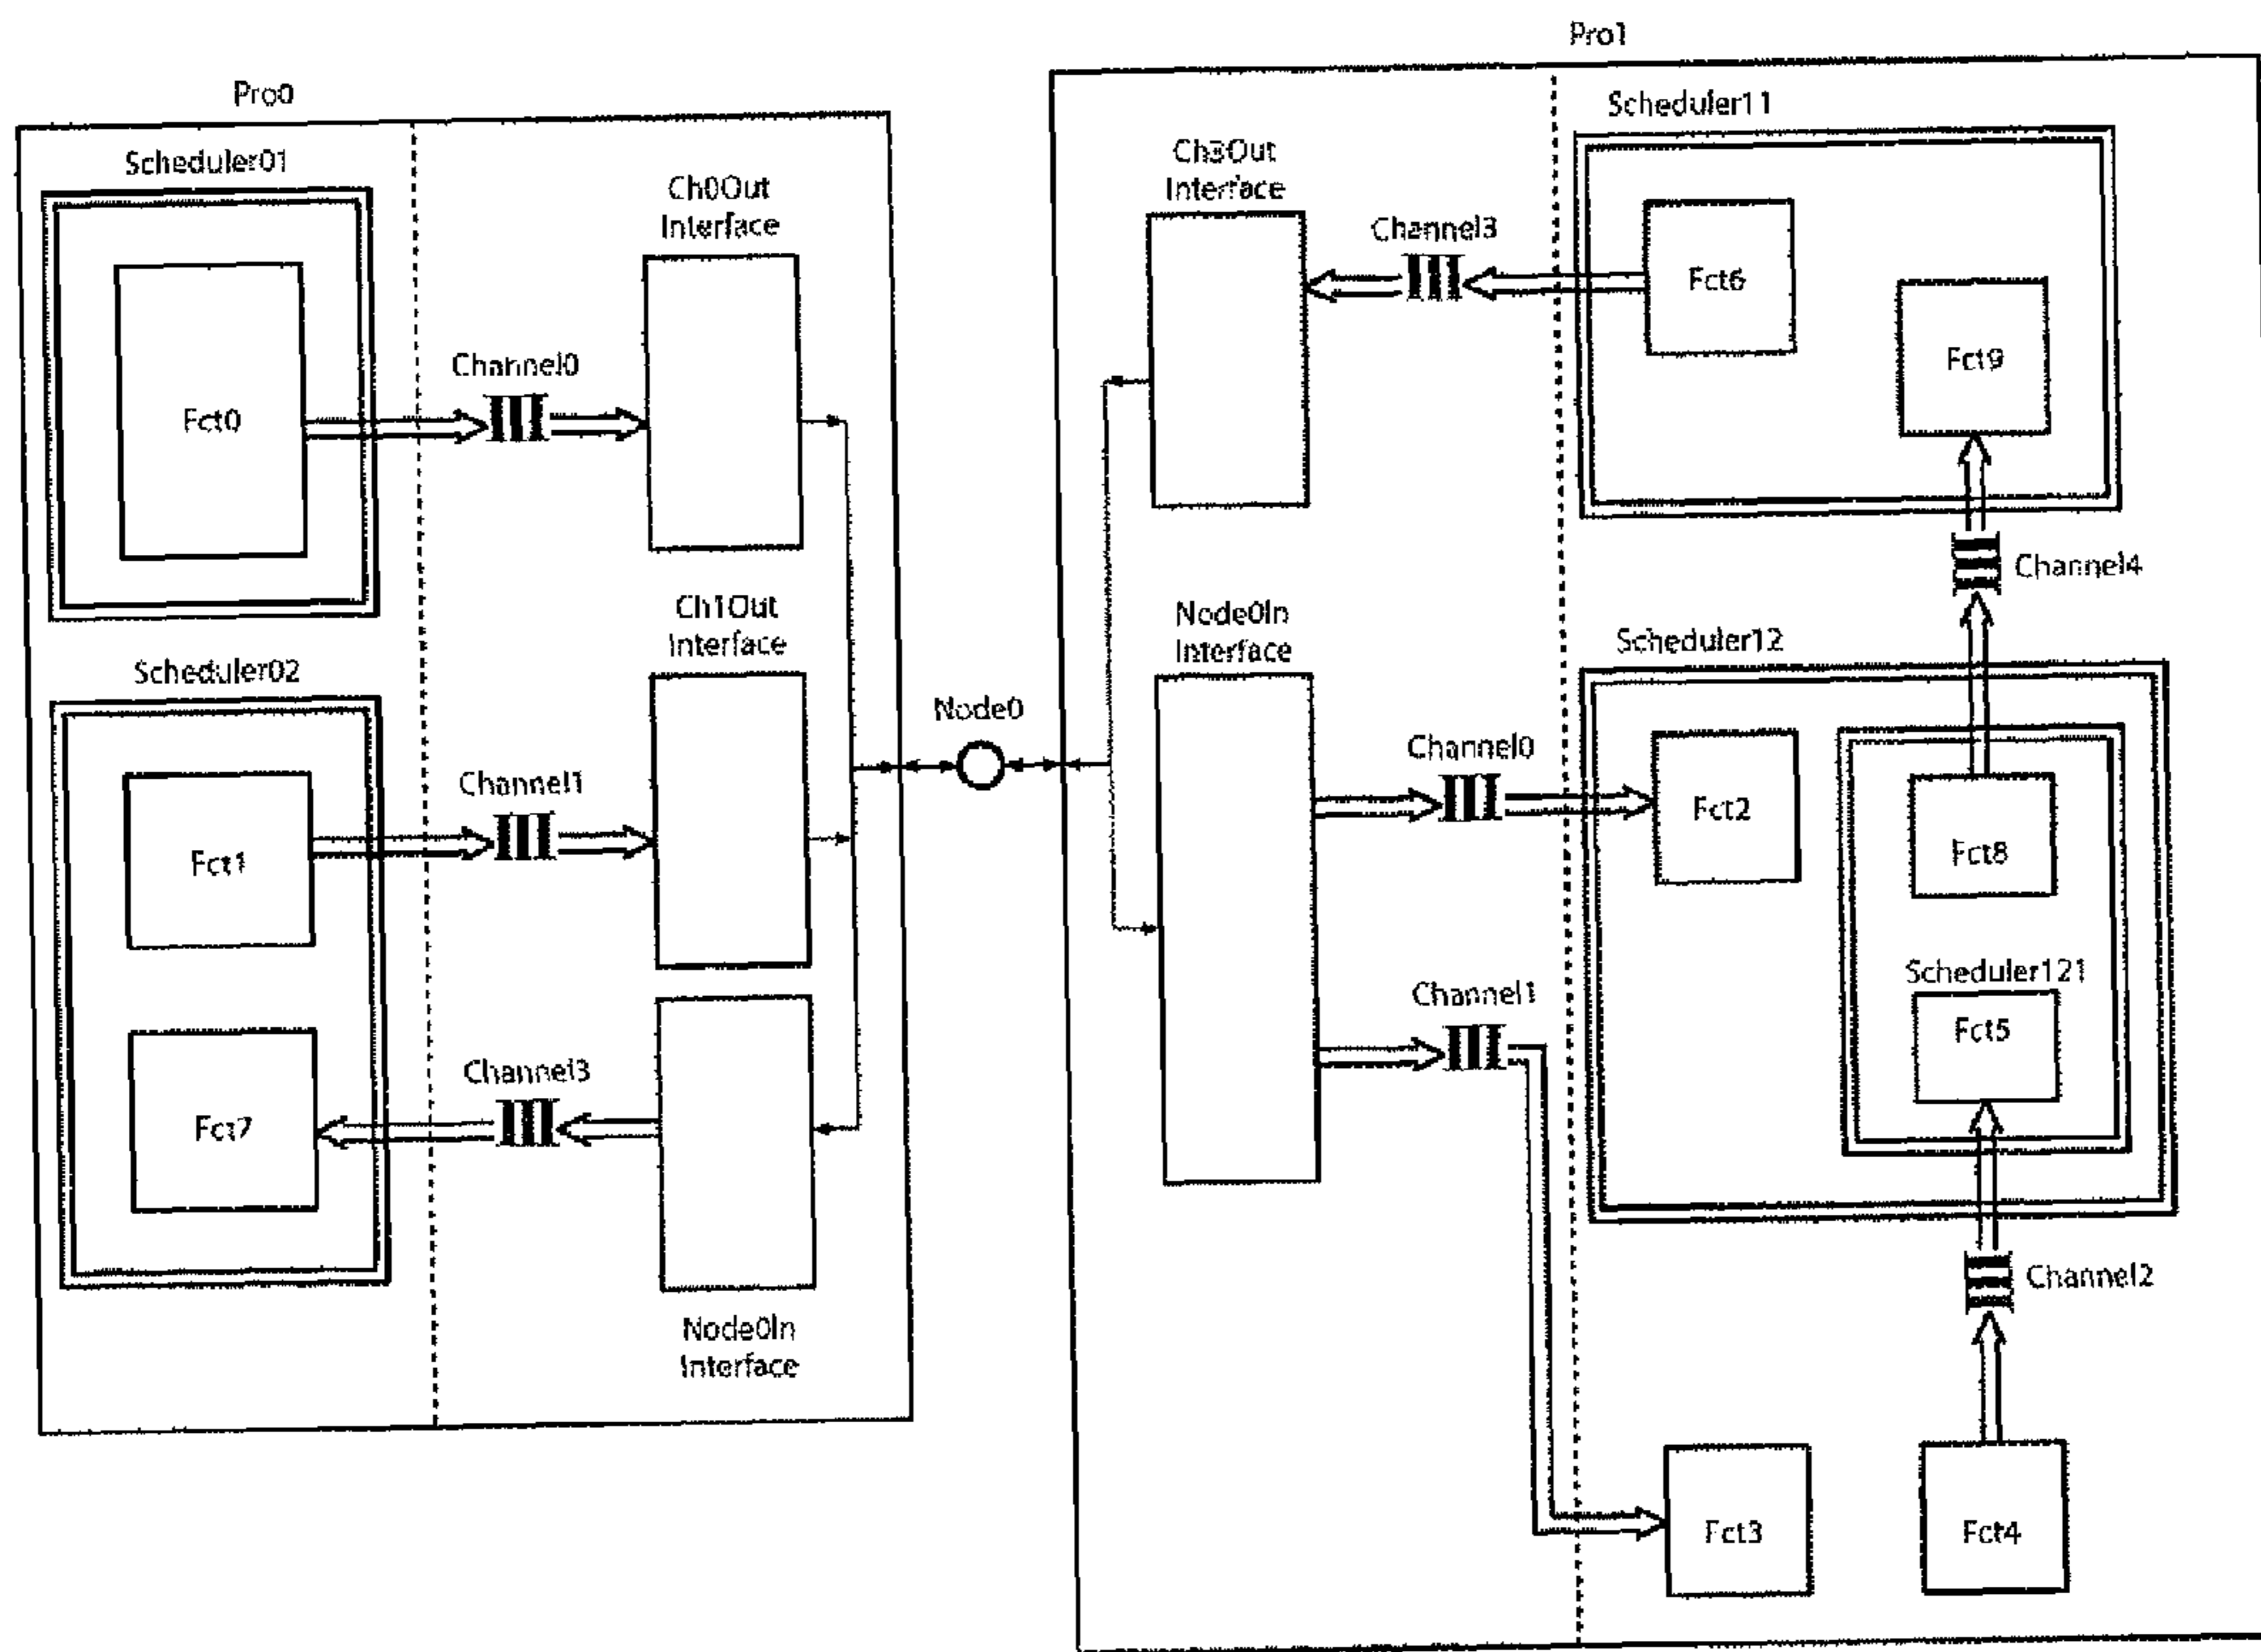 Pro0
Scheduler01
Fct0
Channel0
Ch0Out
Interface
Scheduler02
Fct1
Channel1
Ch1Out
Interface
Fct7
Channel3
Node0In
Interface
Node0
Pro1
Ch3Out
Interface
Channel3
Scheduler11
Fct6
Fct9
Channel4
Node0In
Interface
Scheduler12
Channel0
Fct2
Fct8
Channel1
Scheduler121
Fct5
Channel2
Fct3
Fct4